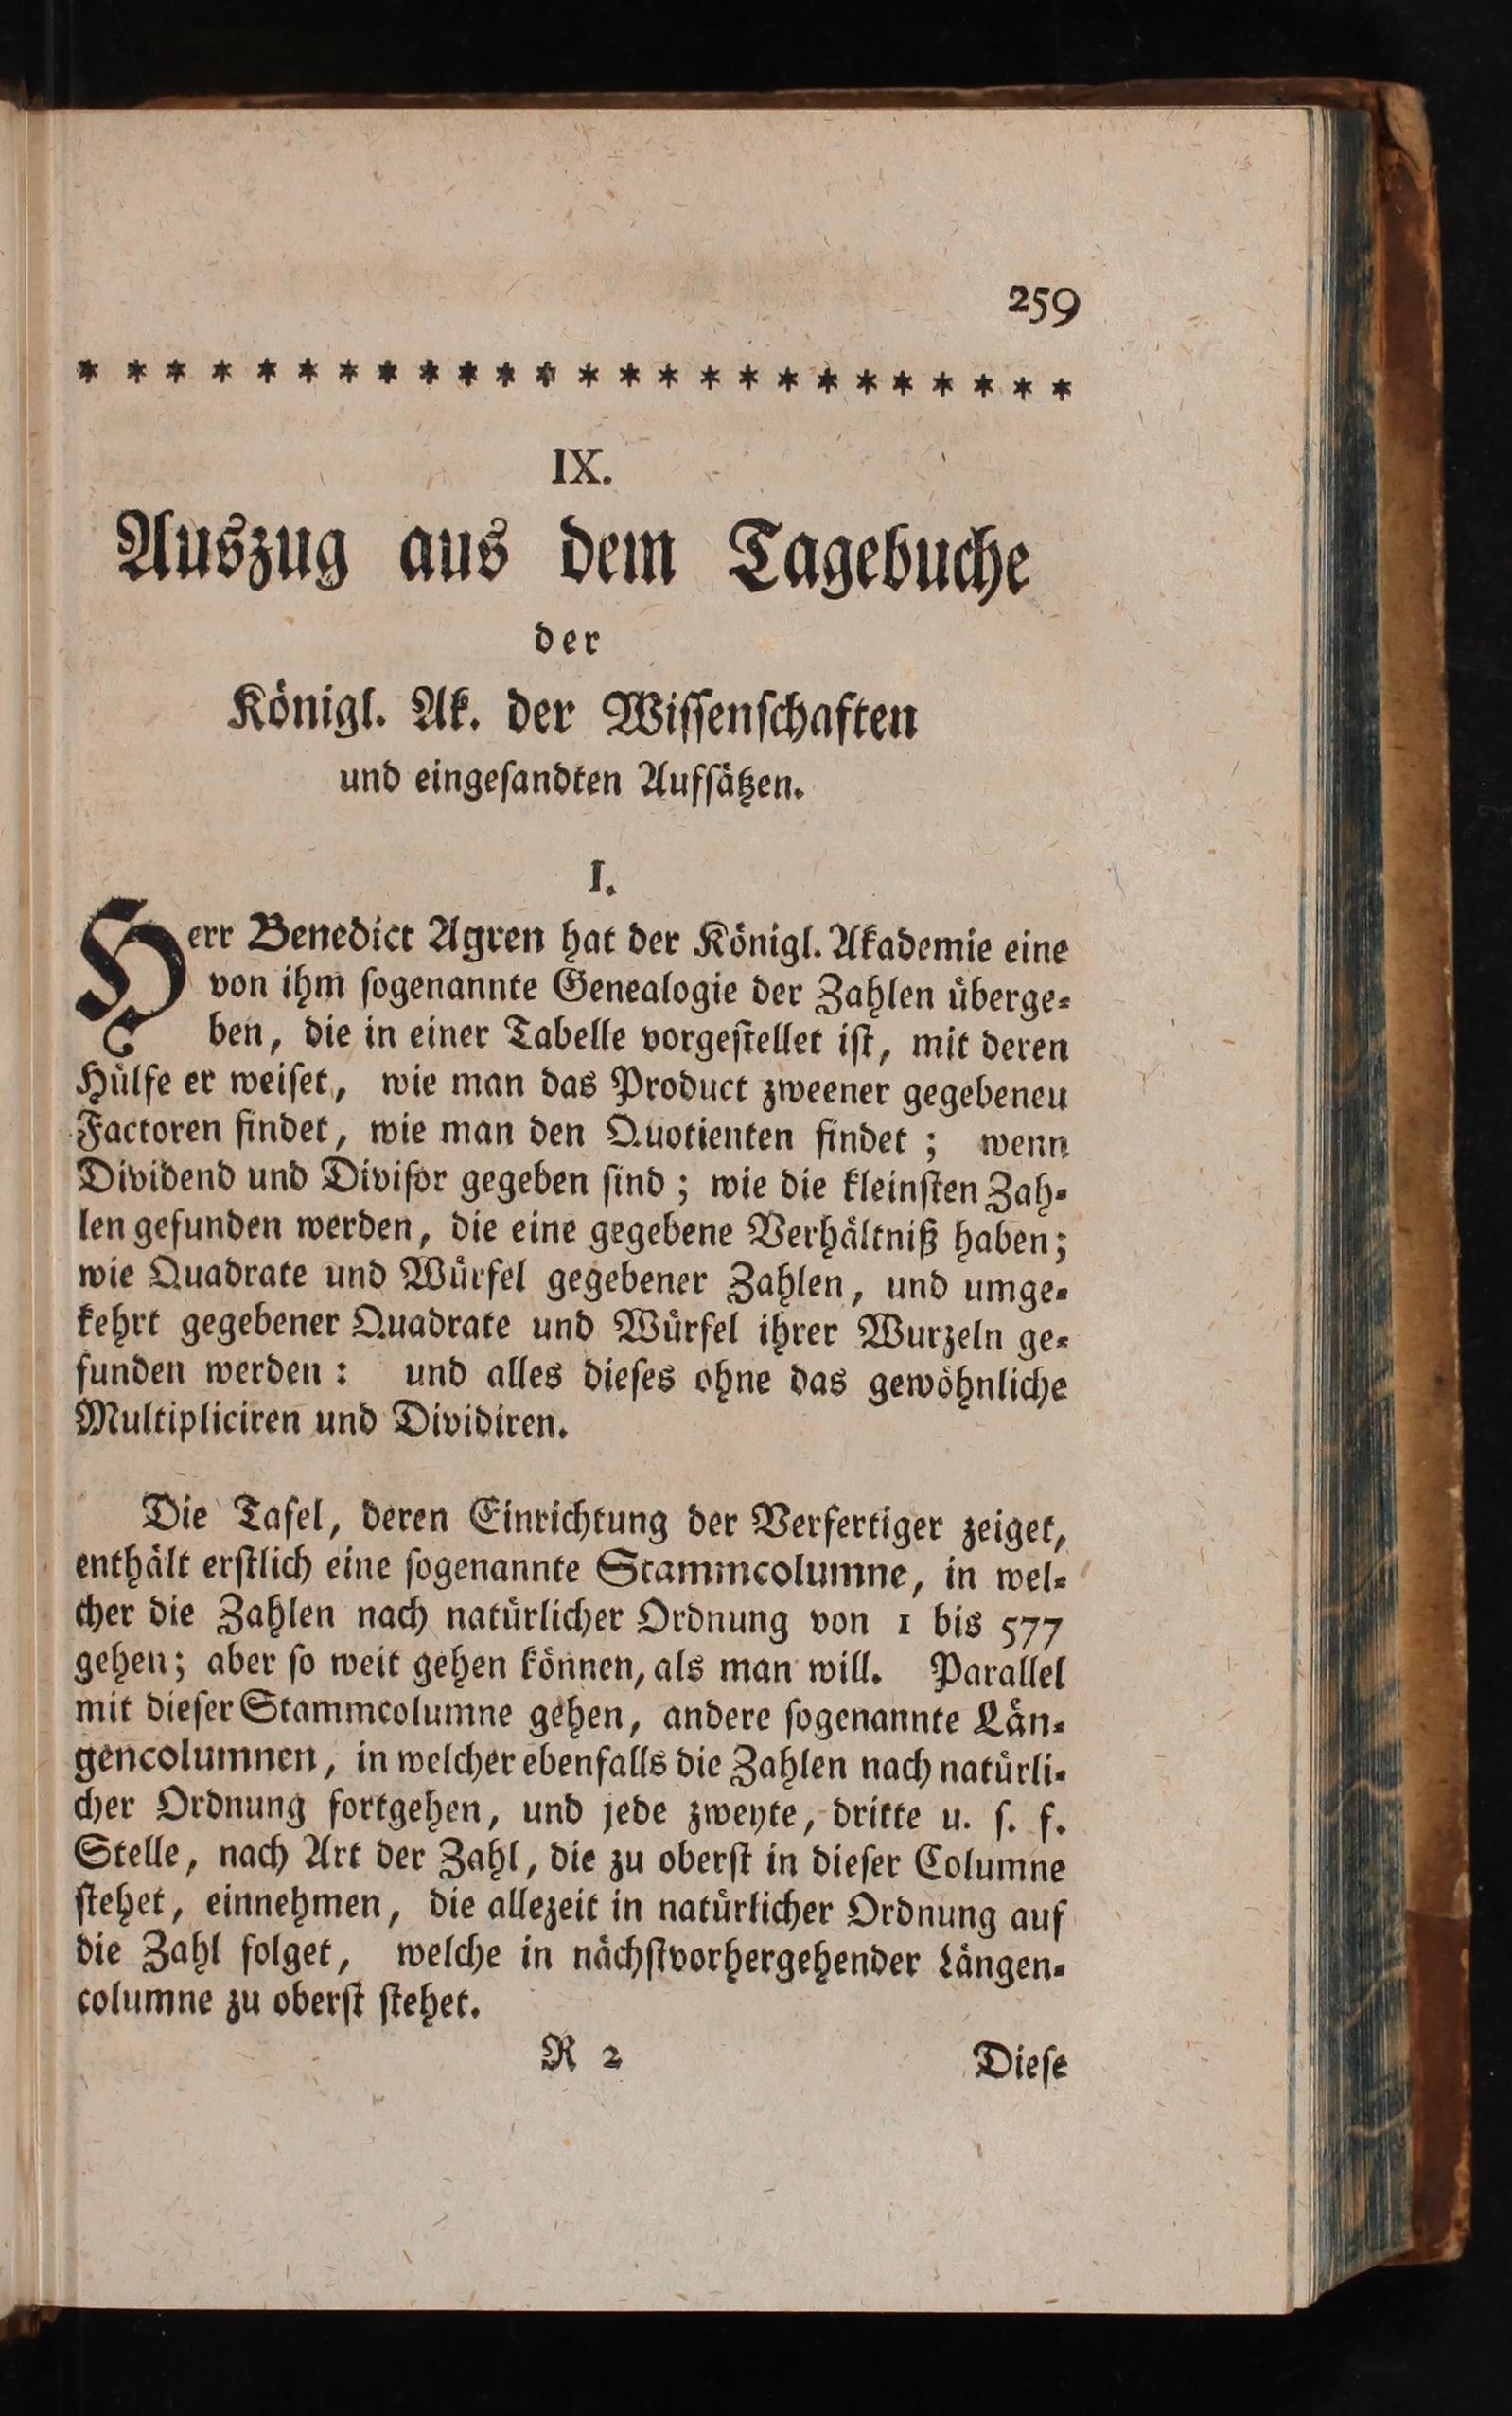 259
* * * * * * * * * * * * * * * * * * * * * * * * *
IX.
Auszug aus dem Tagebuche
der
Königl. Ak. der Wiſſenſchaften
und eingeſandten Aufſätzen.
I.
Herr Benedict Agren hat der Königl. Akademie eine
von ihm ſogenannte Genealogie der Zahlen überge⸗
ben, die in einer Tabelle vorgeſtellet iſt, mit deren
Hülfe er weiſet, wie man das Product zweener gegebeneu
Factoren findet, wie man den Quotienten findet ; wenn
Dividend und Diviſor gegeben ſind ; wie die kleinſten Zah⸗
len gefunden werden, die eine gegebene Verhältniß haben;
wie Quadrate und Würfel gegebener Zahlen, und umge⸗
kehrt gegebener Quadrate und Würfel ihrer Wurzeln ge⸗
funden werden : und alles dieſes ohne das gewöhnliche
Multipliciren und Dividiren.
Die Tafel, deren Einrichtung der Verfertiger zeiget,
enthält erſtlich eine ſogenannte Stammcolumne, in wel⸗
cher die Zahlen nach natürlicher Ordnung von 1 bis 577
gehen; aber ſo weit gehen können, als man will. Parallel
mit dieſer Stammcolumne gehen, andere ſogenannte Län⸗
gencolumnen, in welcher ebenfalls die Zahlen nach natürli⸗
cher Ordnung fortgehen, und jede zweyte, dritte u. ſ. f.
Stelle, nach Art der Zahl, die zu oberſt in dieſer Columne
ſtehet, einnehmen, die allezeit in natürlicher Ordnung auf
die Zahl folget, welche in nächſtvorhergehender Längen⸗
columne zu oberſt ſtehet.
R 2 Dieſe